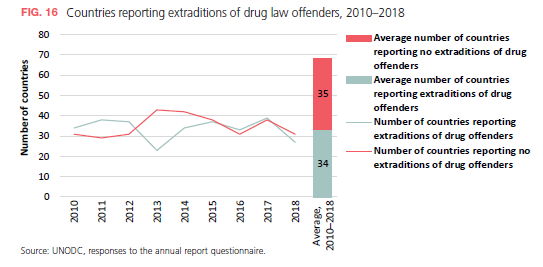 FIG. 16 Countries reporting extraditions of drug law offenders, 2010–2018
Number of countries
80
70
60
50
40
30
20
10
0
2010
2011
2012
2013
2014
2015
2016
2017
2018
Average,
2010–2018
35
34
Average number of countries
reporting no extraditions of drug
offenders
Average number of countries
reporting extraditions of drug
offenders
Number of countries reporting
extraditions of drug offenders
Number of countries reporting no
extraditions of drug offenders
Source: UNODC, responses to the annual report questionnaire.